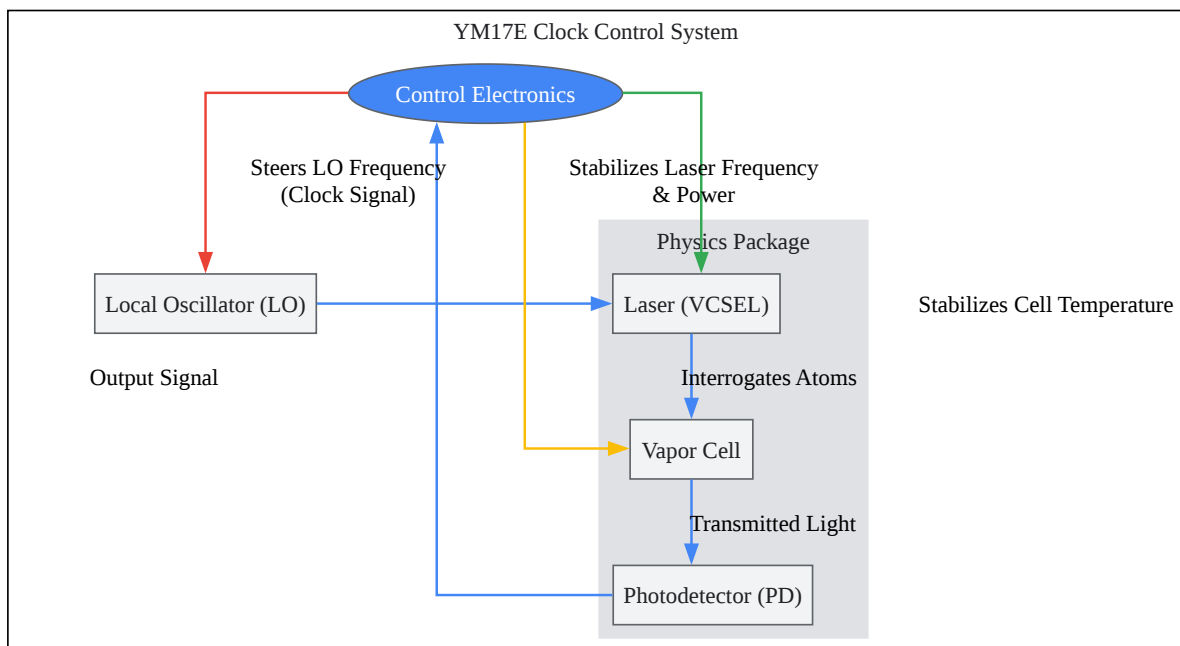 YM17E Clock Control System
Control Electronics
Steers LO Frequency
(Clock Signal)
Stabilizes Laser Frequency
& Power
Physics Package
Local Oscillator (LO)
Laser (VCSEL)
Stabilizes Cell Temperature
Output Signal
Interrogates Atoms
Vapor Cell
Transmitted Light
Photodetector (PD)